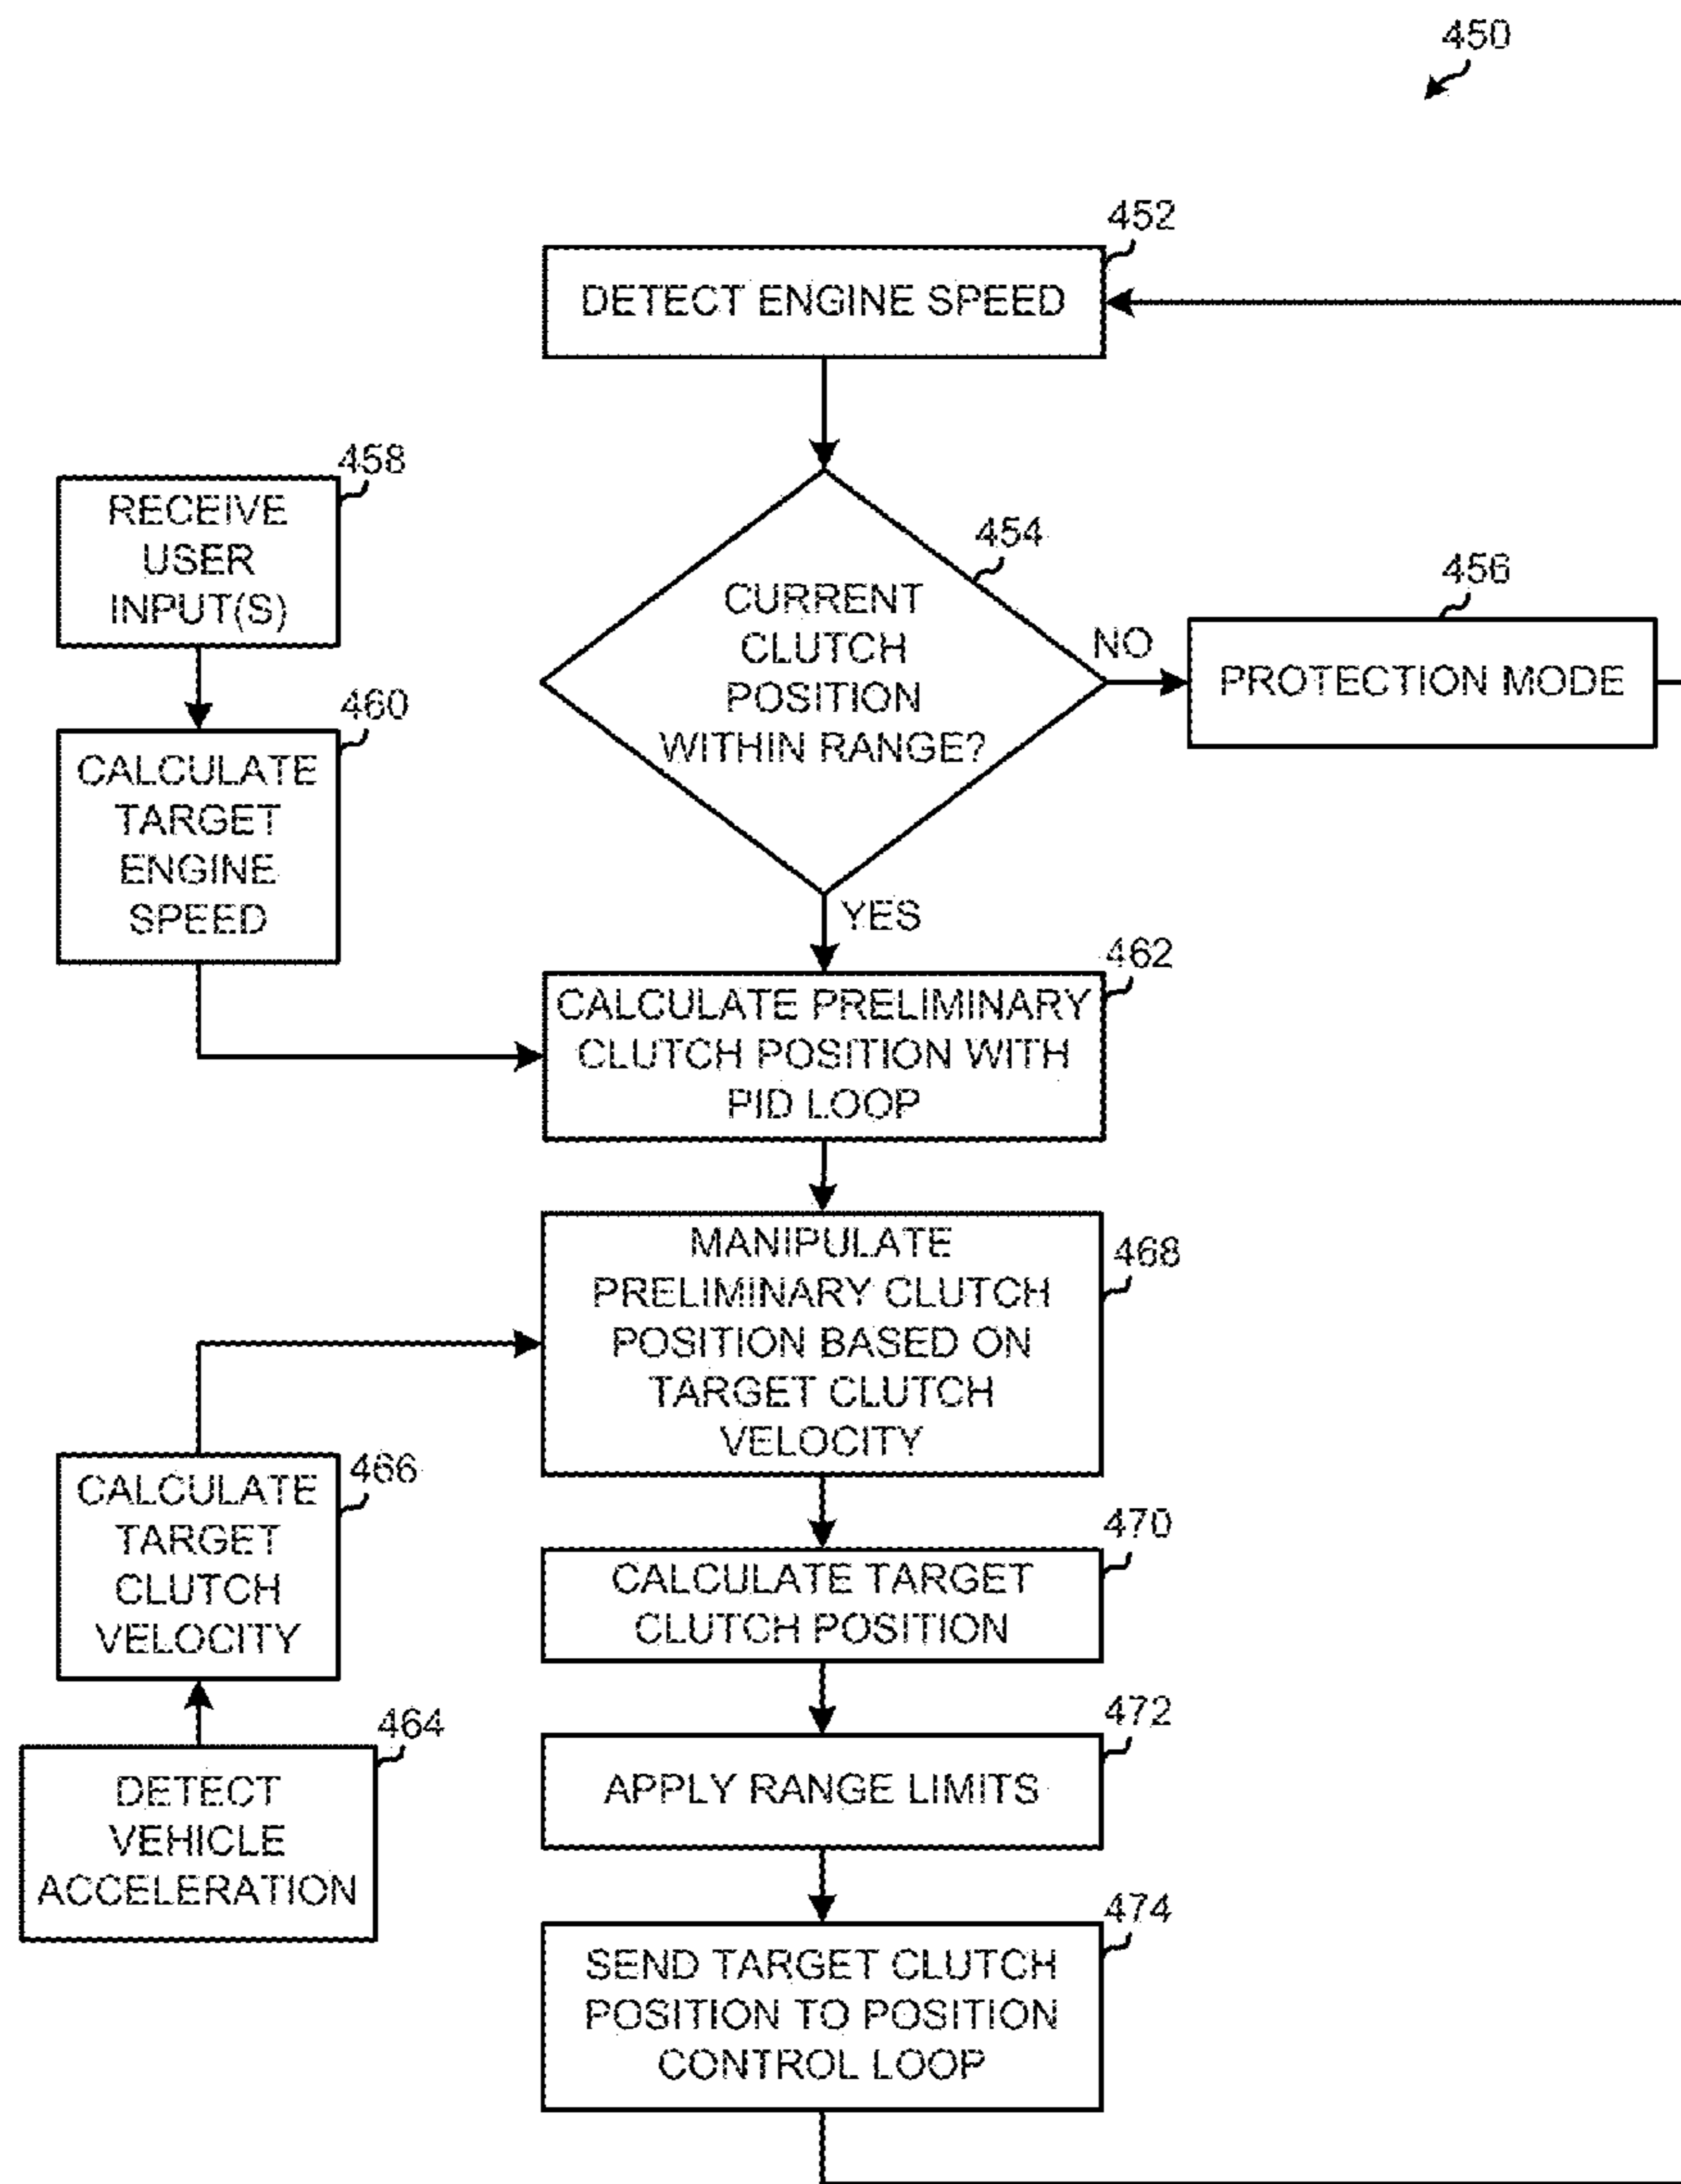 450
452
DETECT ENGINE SPEED
458
RECEIVE
USER
INPUT(S)
454
CURRENT
CLUTCH
POSITION
WITHIN RANGE?
NO
456
PROTECTION MODE
460
CALCULATE
TARGET
ENGINE
SPEED
YES
462
CALCULATE PRELIMINARY
CLUTCH POSITION WITH
PID LOOP
468
MANIPULATE
PRELIMINARY CLUTCH
POSITION BASED ON
TARGET CLUTCH
VELOCITY
466
CALCULATE
TARGET
CLUTCH
VELOCITY
470
CALCULATE TARGET
CLUTCH POSITION
464
DETECT
VEHICLE
ACCELERATION
472
APPLY RANGE LIMITS
474
SEND TARGET CLUTCH
POSITION TO POSITION
CONTROL LOOP